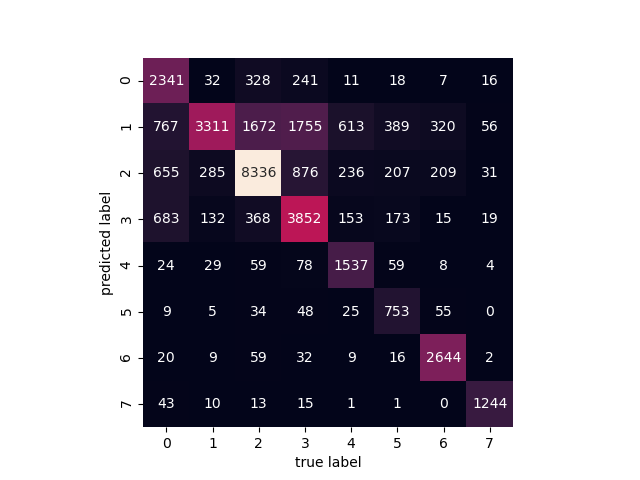 0 2341 32 328 241 11 18 7 16
1 767 3311 1672 1755 613 389 320 56
2 655 285 8336 876 236 207 209 31
3 683 132 368 3852 153 173 15 19
4 24 29 59 78 1537 59 8 4
5 9 5 34 48 25 753 55 0
6 20 9 59 32 9 16 2644 2
7 43 10 13 15 1 1 0 1244
predicted label
0 1 2 3 4 5 6 7
true label